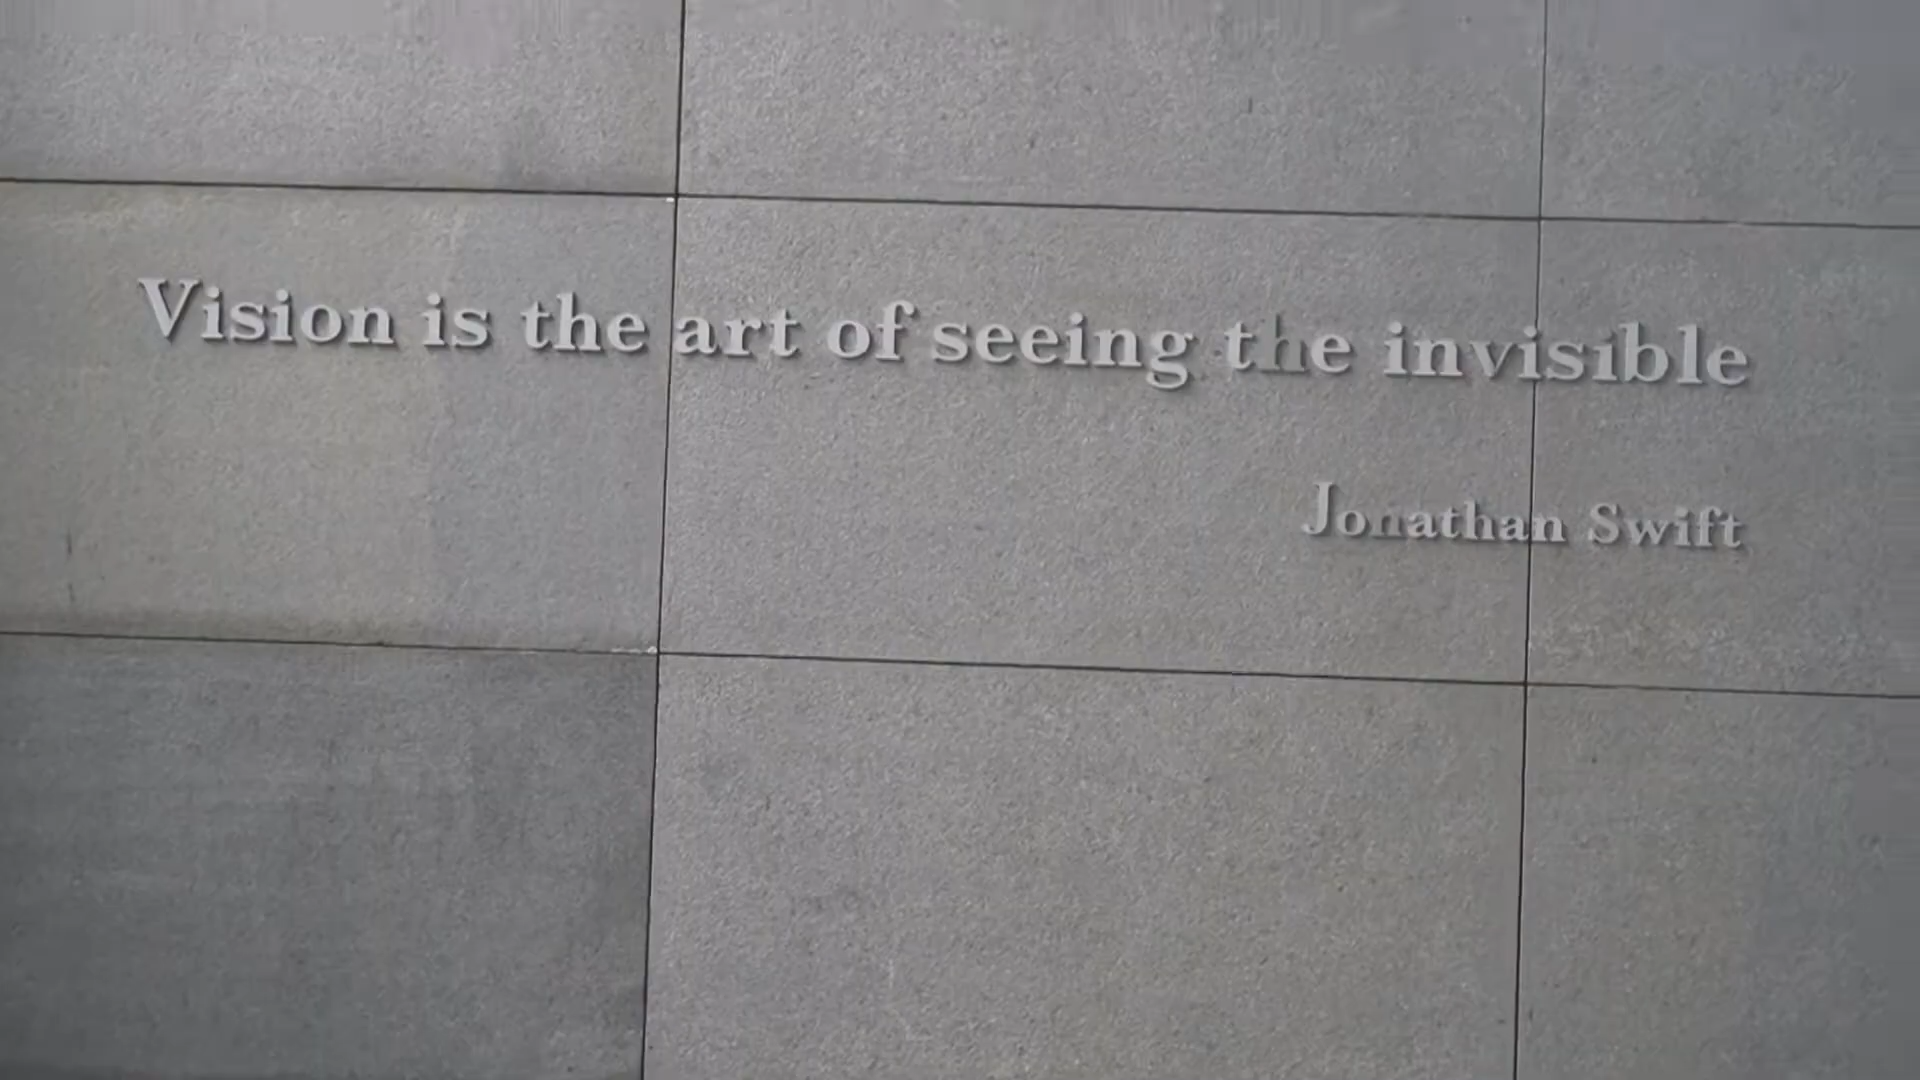 Vision is the art of seeing the invisible
Jonathan Swift